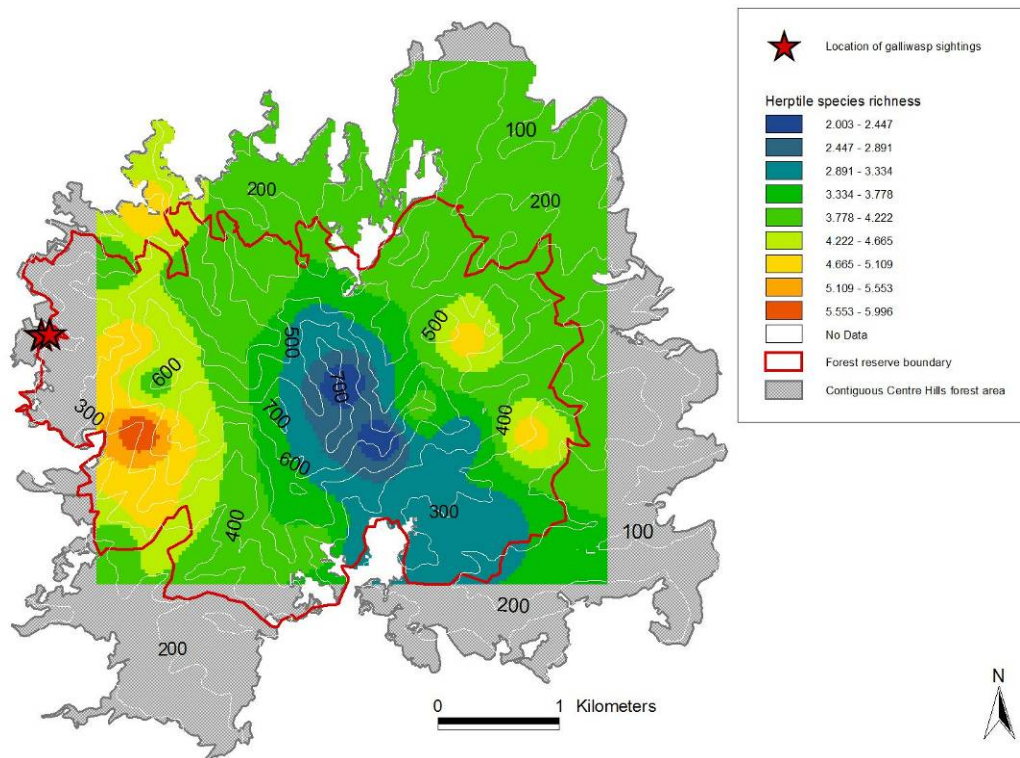 Location of galliwasp sightings
Herptile species richness
2.003 - 2.447
2.447 - 2.891
2.891 - 3.334
3.334 - 3.778
3.778 - 4.222
4.222 - 4.665
4.665 - 5.109
5.109 - 5.553
5.553 - 5.996
No Data
Forest reserve boundary
Contiguous Centre Hills forest area
100
200
200
500
500
600
700
300
700
400
600
300
400
100
200
200
0 1 Kilometers
N